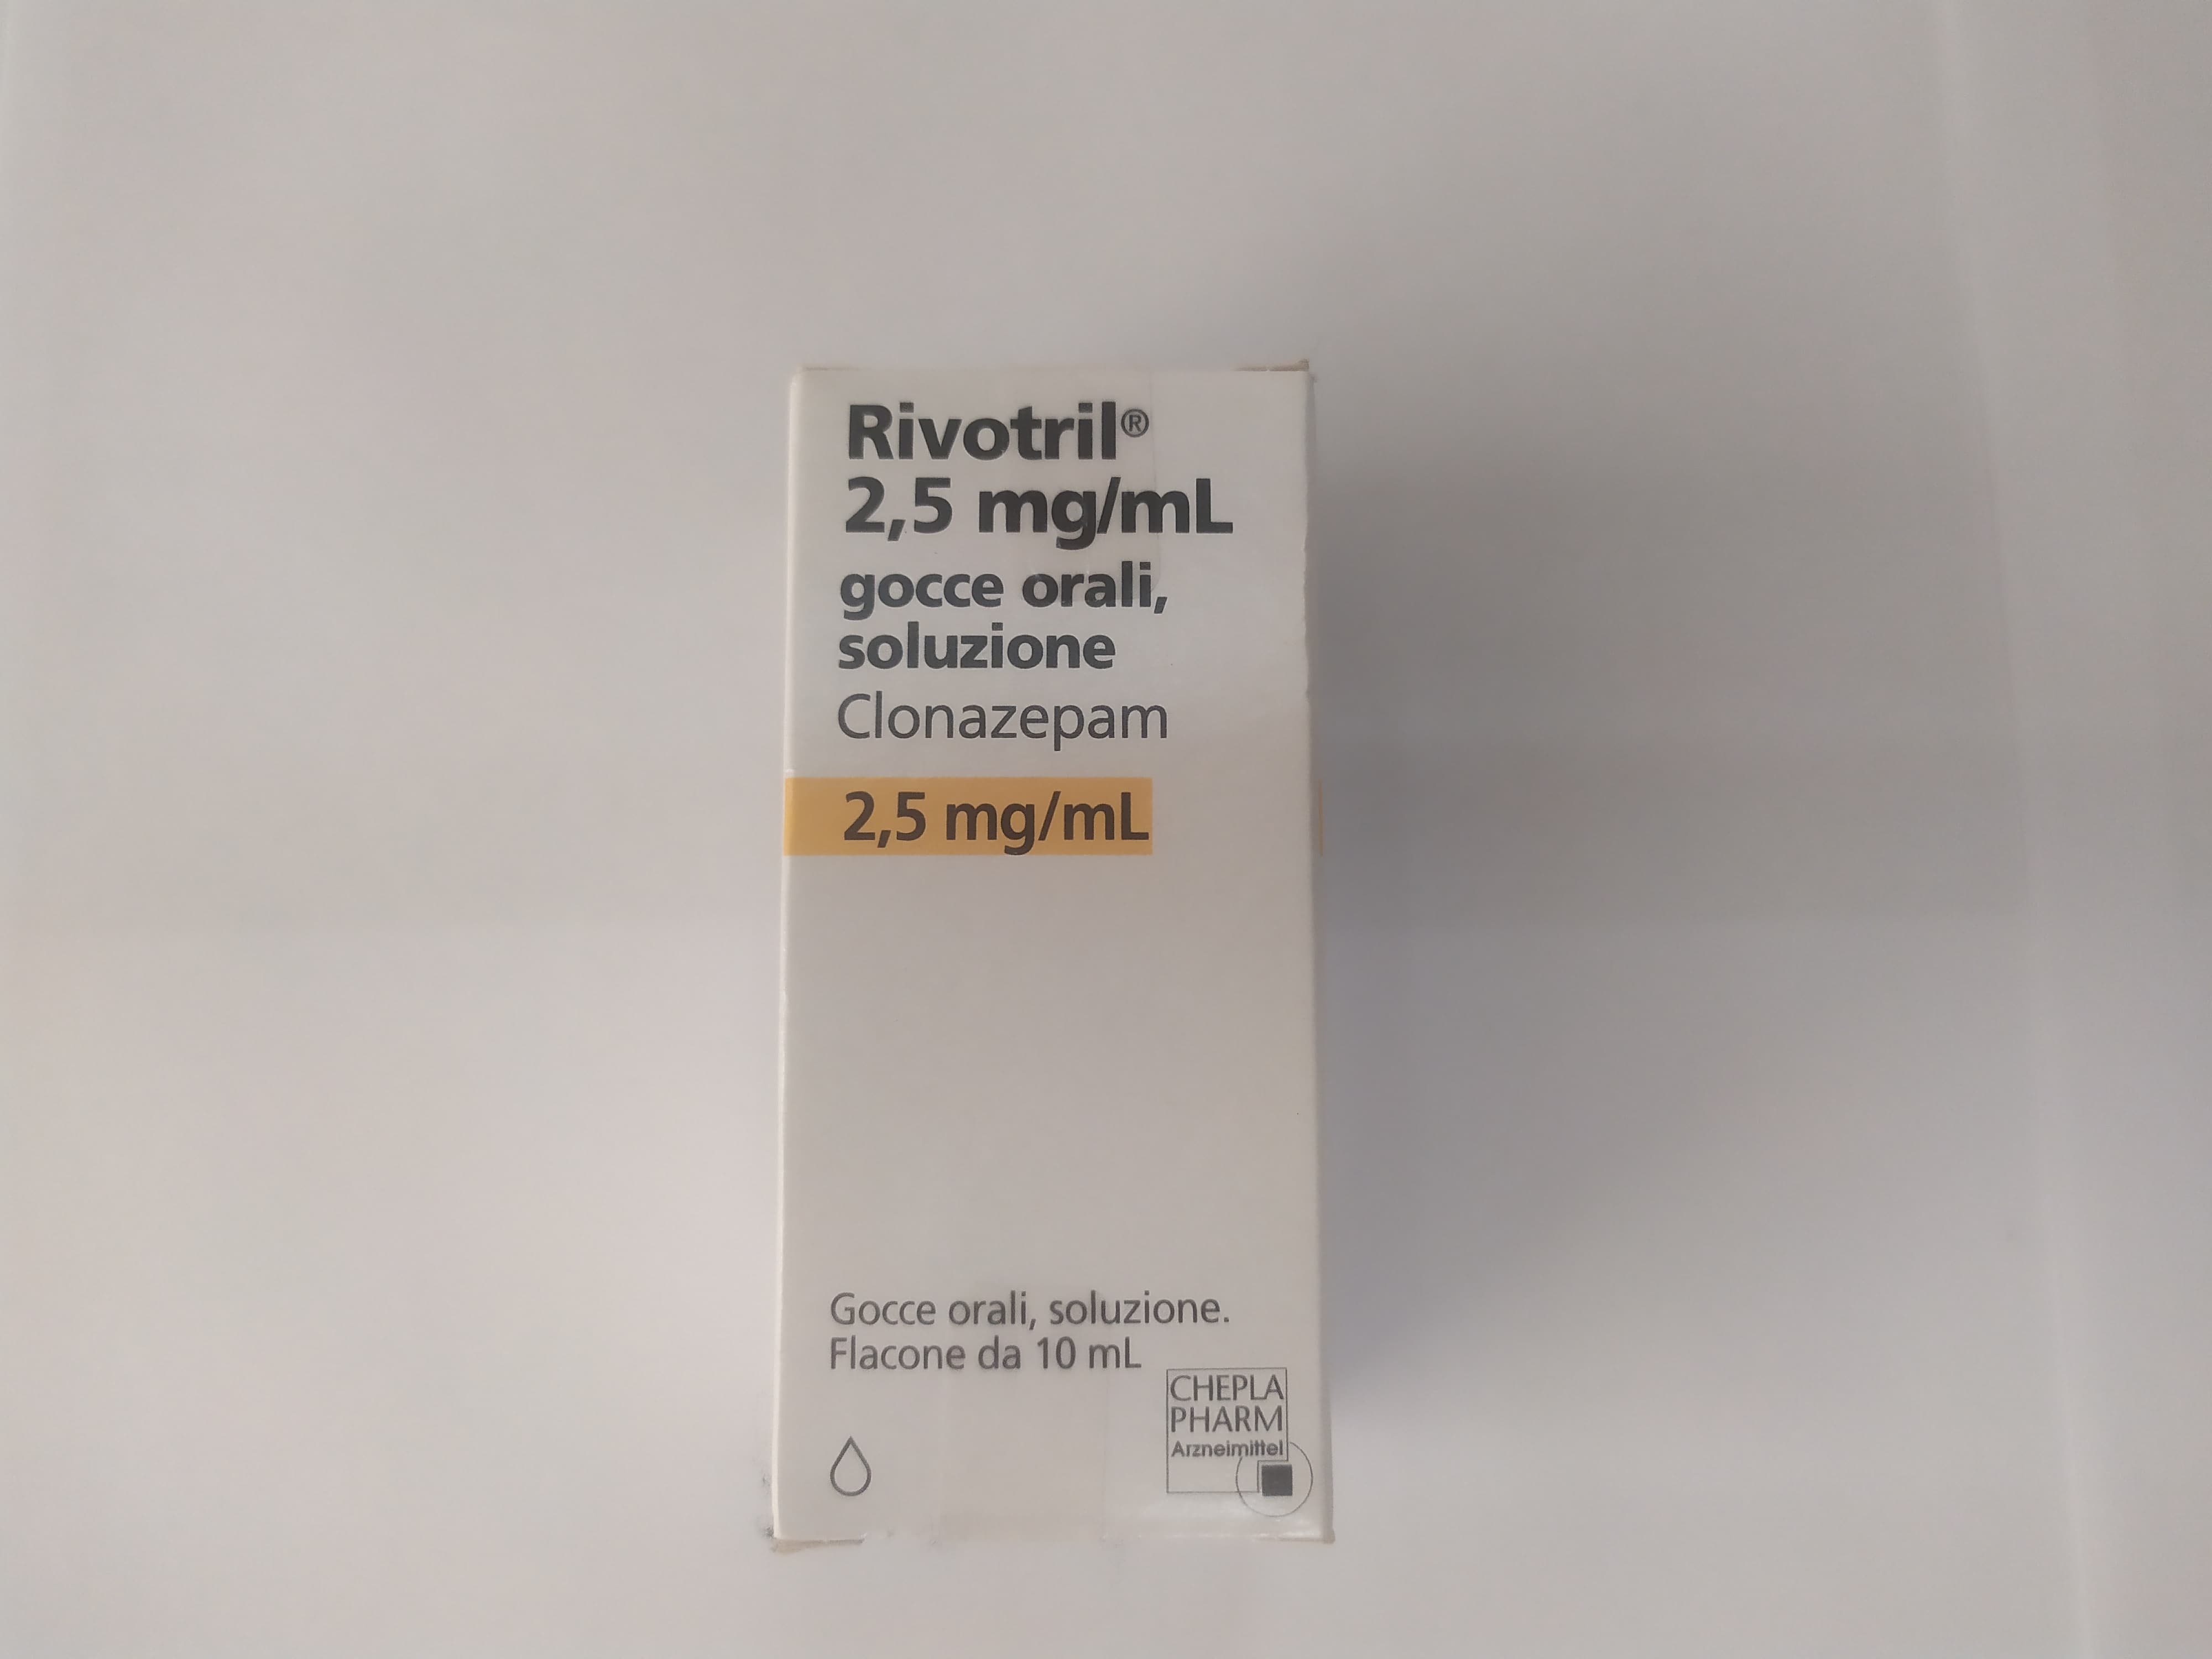 Rivotril®
2,5 mg/mL
gocce orali,
soluzione
Clonazepam
2,5 mg/mL
Gocce orali, soluzione.
Flacone da 10 mL
CHEPLA
PHARM
Arzneimittel